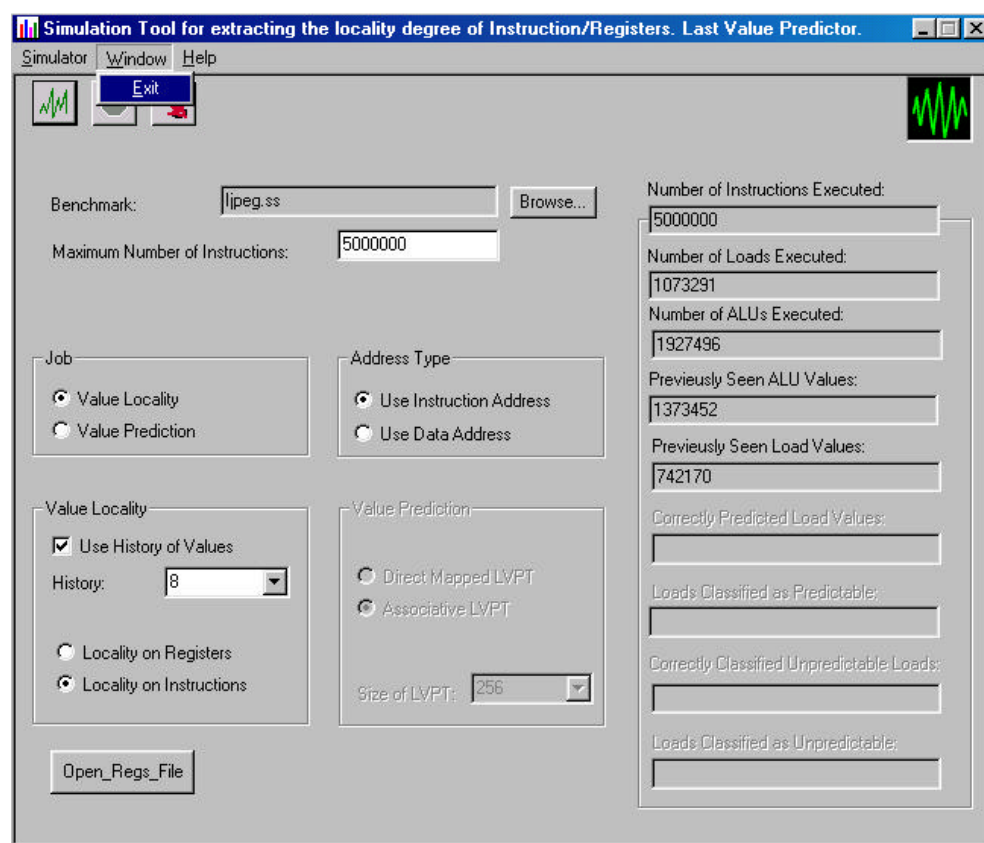 Simulation Tool for extracting the locality degree of Instruction/Registers. Last Value Predictor.
Simulator Window Help
Exit
Benchmark: Ijpeg.ss Browse...
Maximum Number of Instructions: 5000000
Job
Value Locality
Value Prediction
Address Type
Use Instruction Address
Use Data Address
Value Locality
Use History of Values
History: 8
Locality on Registers
Locality on Instructions
Value Prediction
Direct Mapped LVPT
Associative LVPT
Size of LVPT: 256
Open_Regs_File
Number of Instructions Executed:
5000000
Number of Loads Executed:
1073291
Number of ALUs Executed:
1927496
Previeusly Seen ALU Values:
1373452
Previeusly Seen Load Values:
742170
Correctly Predicted Load Values:
Loads Classified as Predictable:
Correctly Classified Unpredictable Loads:
Loads Classified as Unpredictable: